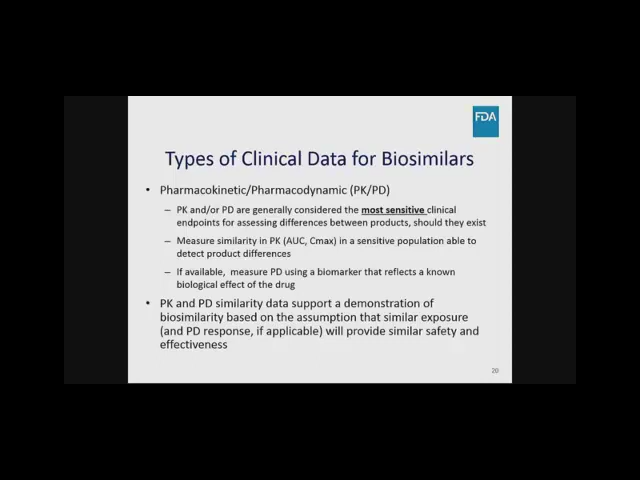 FDA
Types of Clinical Data for Biosimilars
• Pharmacokinetic/Pharmacodynamic (PK/PD)
– PK and/or PD are generally considered the most sensitive clinical
endpoints for assessing differences between products, should they exist
– Measure similarity in PK (AUC, Cmax) in a sensitive population able to
detect product differences
– If available, measure PD using a biomarker that reflects a known
biological effect of the drug
• PK and PD similarity data support a demonstration of
biosimilarity based on the assumption that similar exposure
(and PD response, if applicable) will provide similar safety and
effectiveness
20